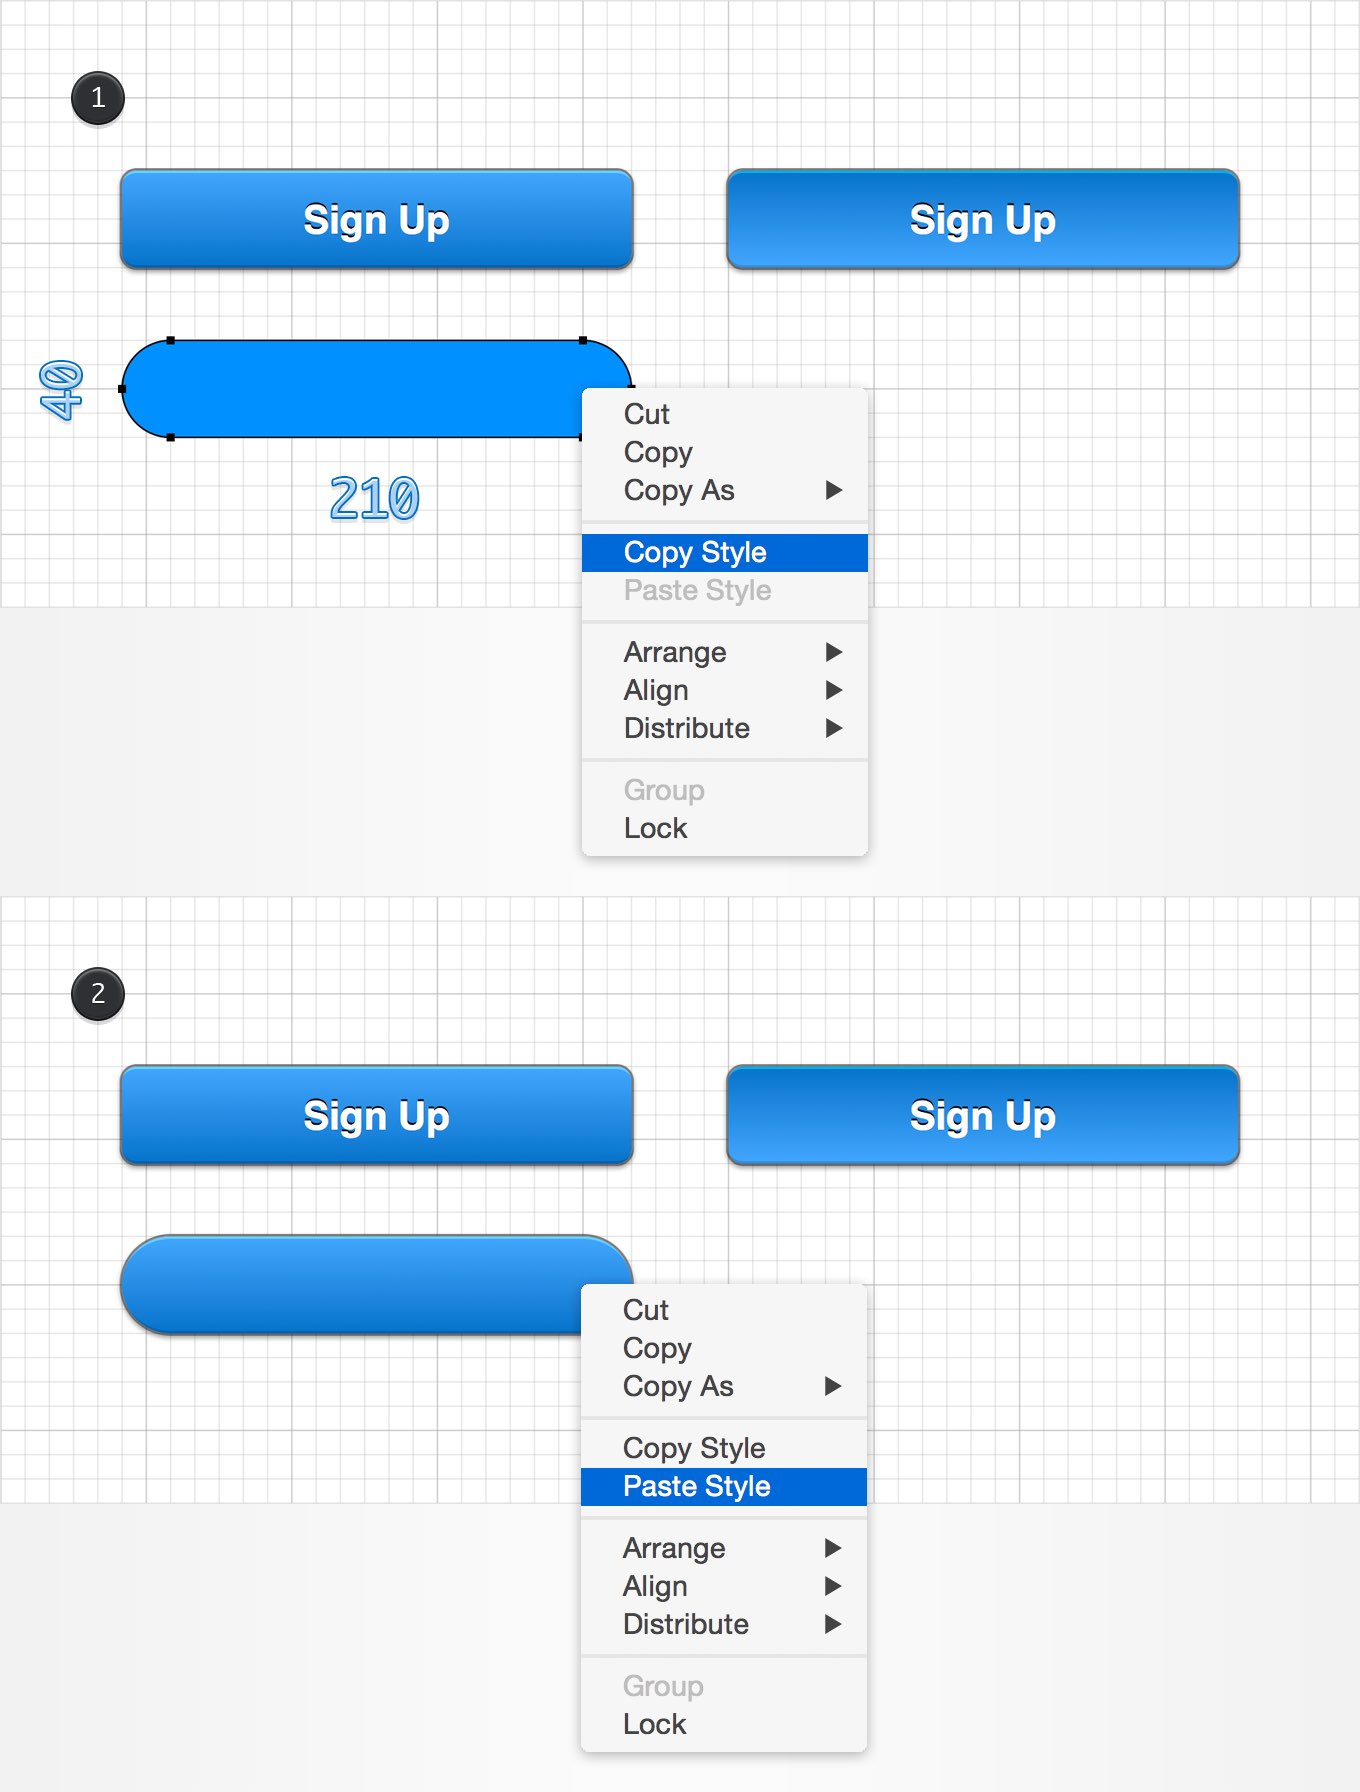 1
Sign Up
Sign Up
40
210
Cut
Copy
Copy As
Copy Style
Paste Style
Arrange
Align
Distribute
Group
Lock
2
Sign Up
Sign Up
Cut
Copy
Copy As
Copy Style
Paste Style
Arrange
Align
Distribute
Group
Lock